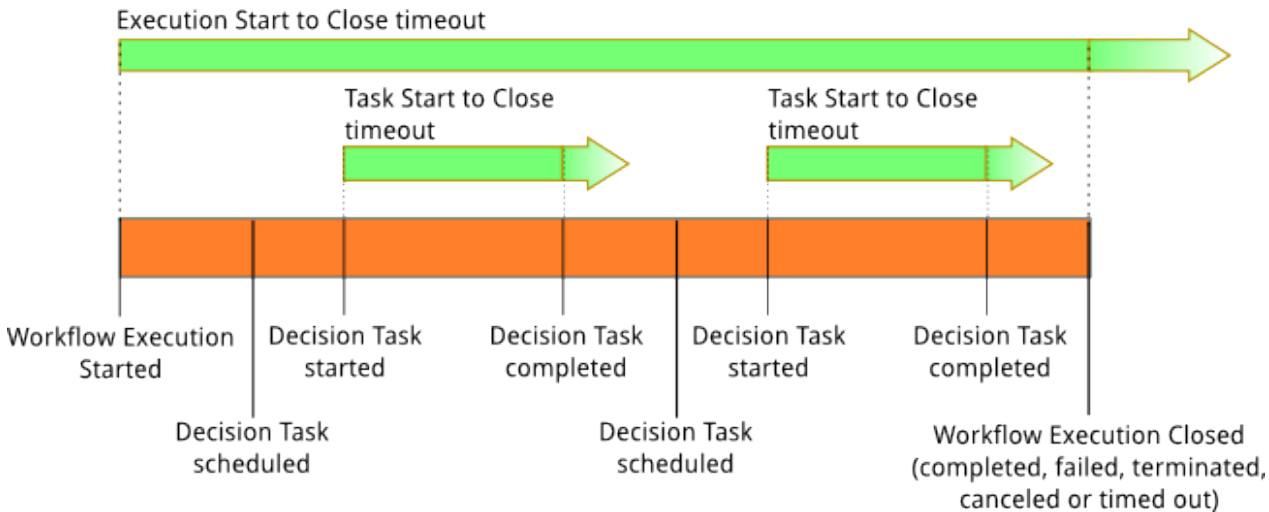 Execution Start to Close timeout
Task Start to Close
timeout
Task Start to Close
timeout
Workflow Execution
Started
Decision Task
started
Decision Task
completed
Decision Task
started
Decision Task
completed
Decision Task
scheduled
Decision Task
scheduled
Workflow Execution Closed
(completed, failed, terminated,
canceled or timed out)